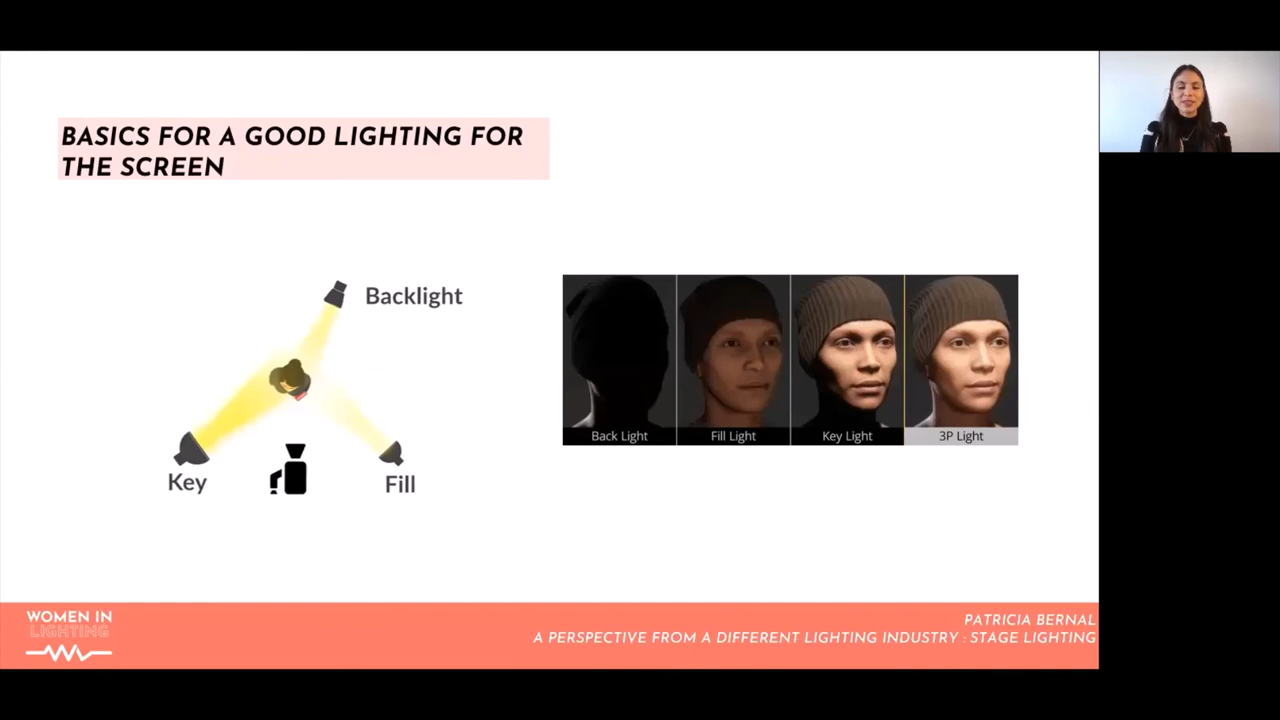 BASICS FOR A GOOD LIGHTING FOR
THE SCREEN
Backlight
Key
Fill
Back Light
Fill Light
Key Light
3P Light
WOMEN IN
LIGHTING
PATRICIA BERNAL
A PERSPECTIVE FROM A DIFFERENT LIGHTING INDUSTRY : STAGE LIGHTING